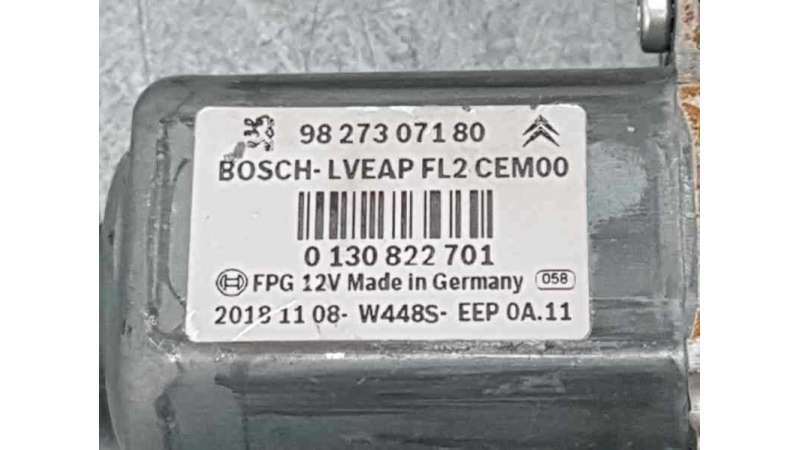 98 273 071 80
BOSCH- LVEAP FL2 CEM00
0 130 822 701
FPG 12V Made in Germany 058
2018 11 08- W448S- EEP 0A.11